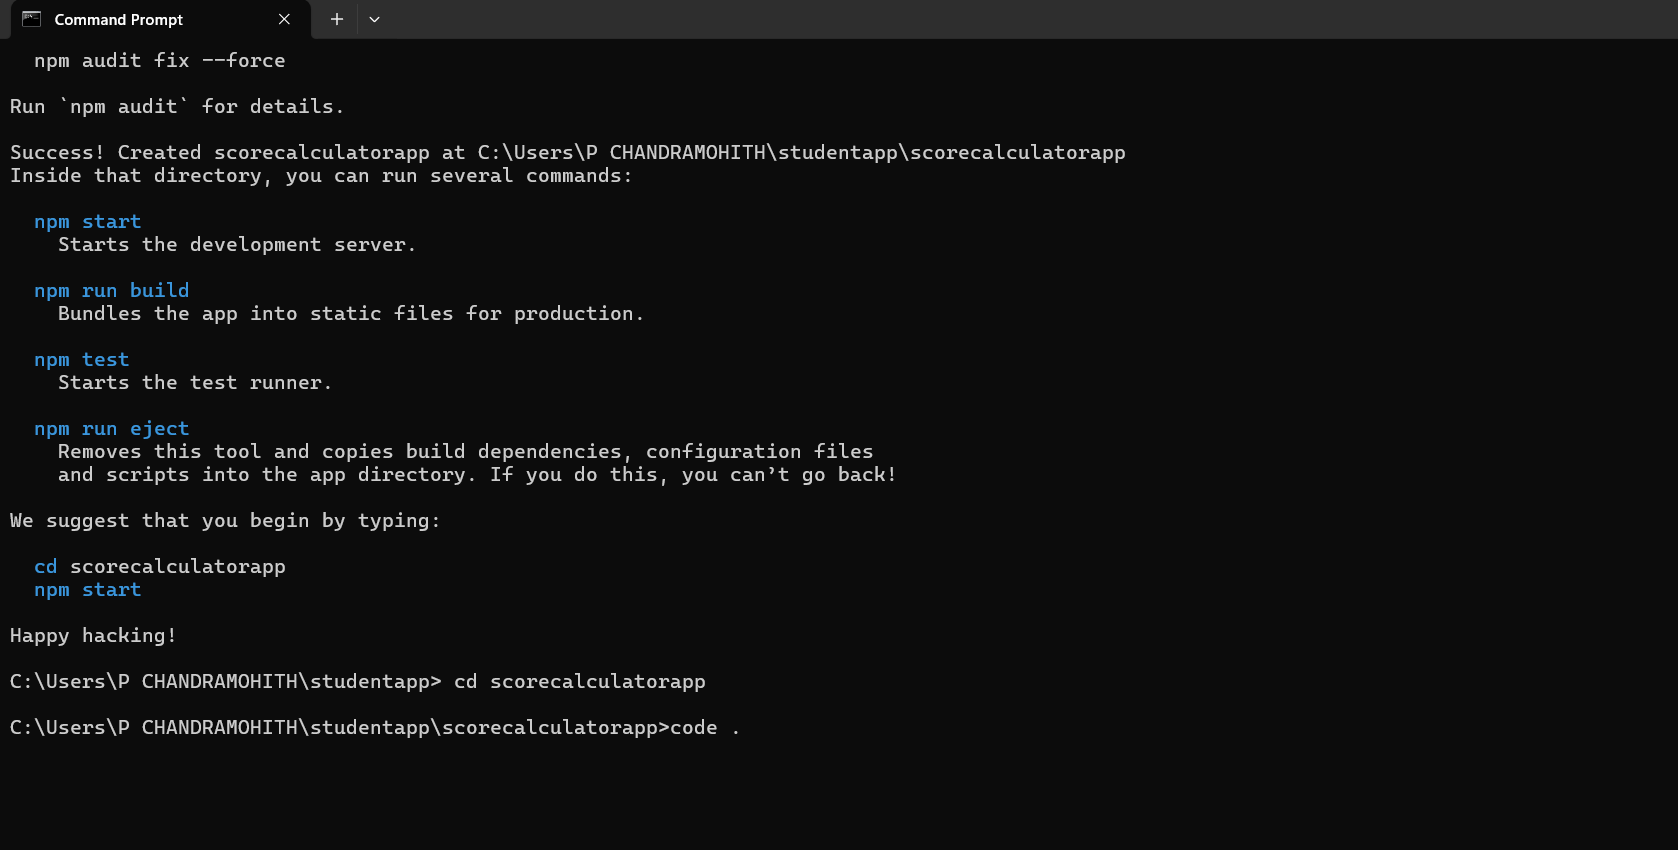 Command Prompt
npm audit fix --force
Run `npm audit` for details.
Success! Created scorecalculatorapp at C:\Users\P CHANDRAMOHITH\studentapp\scorecalculatorapp
Inside that directory, you can run several commands:
npm start
Starts the development server.
npm run build
Bundles the app into static files for production.
npm test
Starts the test runner.
npm run eject
Removes this tool and copies build dependencies, configuration files
and scripts into the app directory. If you do this, you can’t go back!
We suggest that you begin by typing:
cd scorecalculatorapp
npm start
Happy hacking!
C:\Users\P CHANDRAMOHITH\studentapp> cd scorecalculatorapp
C:\Users\P CHANDRAMOHITH\studentapp\scorecalculatorapp>code .